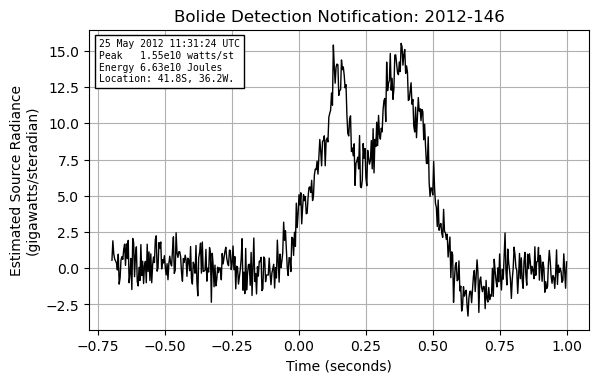 Bolide Detection Notification: 2012-146
25 May 2012 11:31:24 UTC
Peak   1.55e10 watts/st
Energy 6.63e10 Joules
Location: 41.8S, 36.2W.
Estimated Source Radiance
(gigawatts/steradian)
15.0
12.5
10.0
7.5
5.0
2.5
0.0
−2.5
−0.75 −0.50 −0.25 0.00 0.25 0.50 0.75 1.00
Time (seconds)